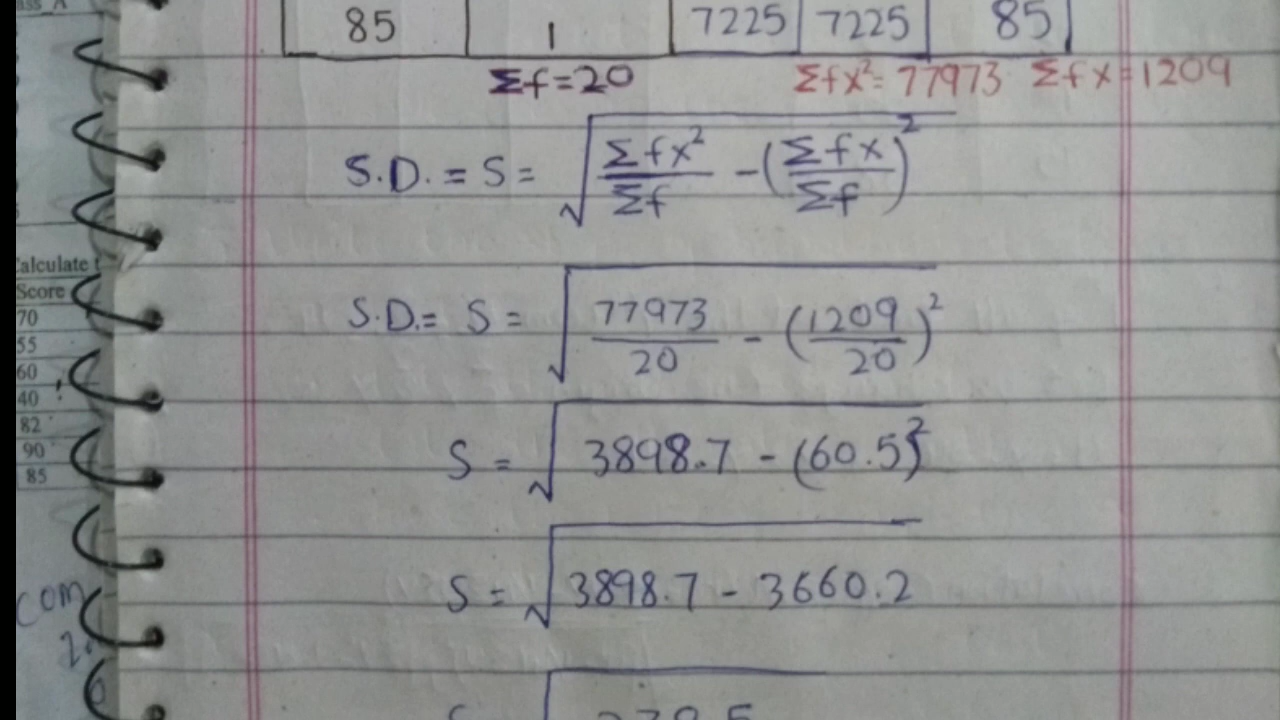 85 1 7225 7225 85
Σf=20 Σfx²= 77973 Σfx=1209
S.D. = S = √(Σfx²/Σf - (Σfx/Σf)²)
Calculate
S.D.= S = √(77973/20 - (1209/20)²)
Score
70
55
60
40
82
90
85
S = √(3898.7 - (60.5)²)
S = √(3898.7 - 3660.2)
com